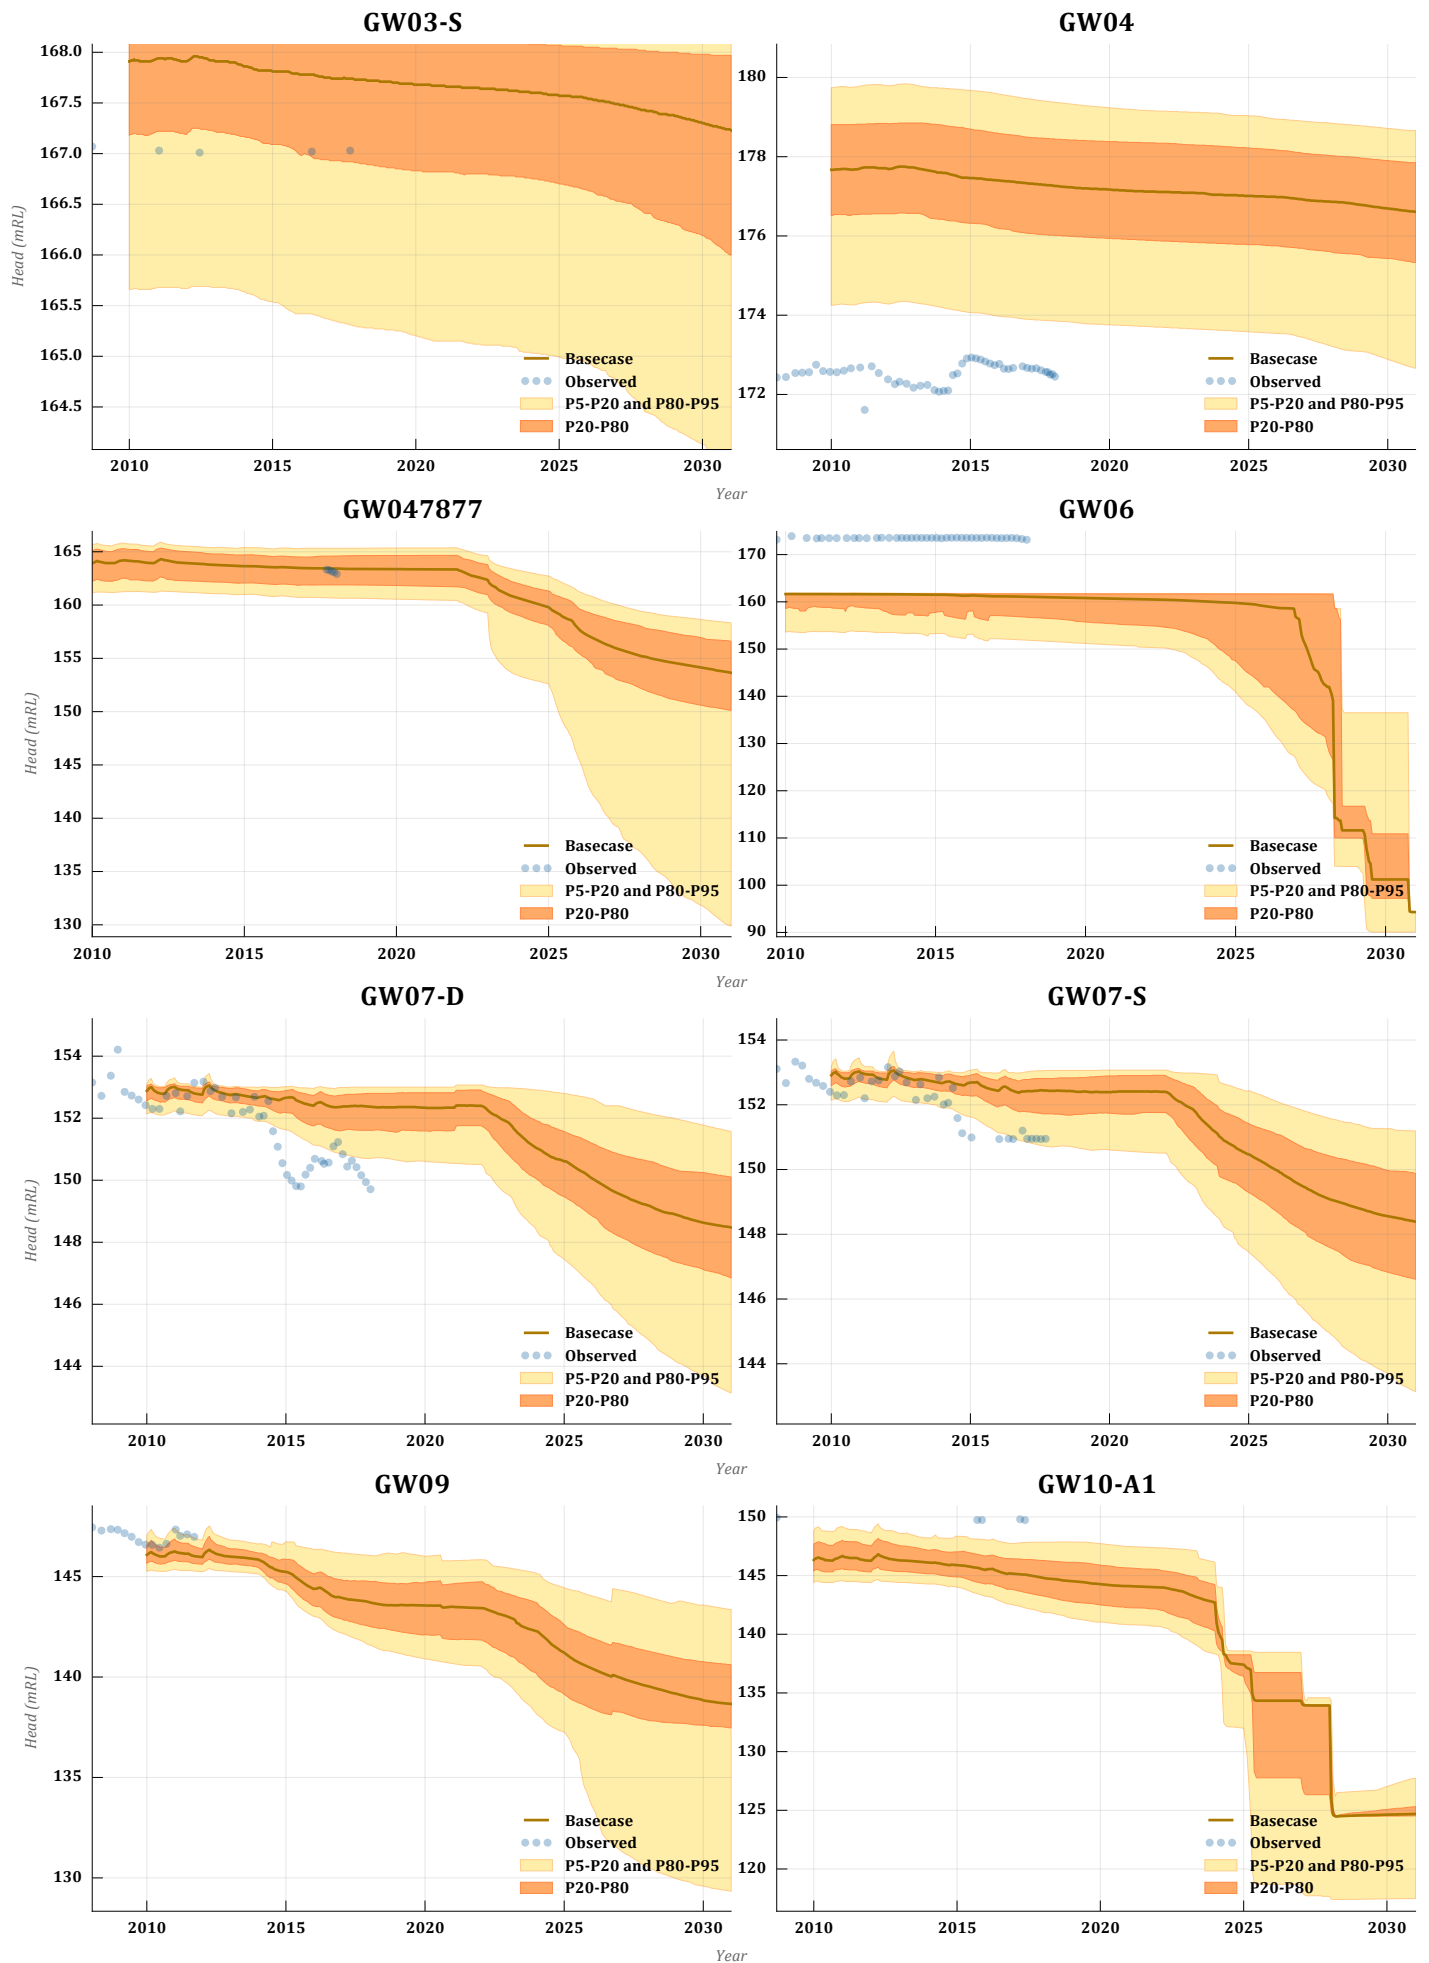 GW03-S
168.0
167.5
167.0
166.5
166.0
165.5
165.0
164.5
Head (mRL)
Basecase
Observed
P5-P20 and P80-P95
P20-P80
2010 2015 2020 2025 2030
GW04
180
178
176
174
172
Basecase
Observed
P5-P20 and P80-P95
P20-P80
2010 2015 2020 2025 2030
Year
GW047877
165
160
155
150
145
140
135
130
Head (mRL)
Basecase
Observed
P5-P20 and P80-P95
P20-P80
2010 2015 2020 2025 2030
GW06
170
160
150
140
130
120
110
100
90
Basecase
Observed
P5-P20 and P80-P95
P20-P80
2010 2015 2020 2025 2030
Year
GW07-D
154
152
150
148
146
144
Head (mRL)
Basecase
Observed
P5-P20 and P80-P95
P20-P80
2010 2015 2020 2025 2030
GW07-S
154
152
150
148
146
144
Basecase
Observed
P5-P20 and P80-P95
P20-P80
2010 2015 2020 2025 2030
Year
GW09
145
140
135
130
Head (mRL)
Basecase
Observed
P5-P20 and P80-P95
P20-P80
2010 2015 2020 2025 2030
GW10-A1
150
145
140
135
130
125
120
Basecase
Observed
P5-P20 and P80-P95
P20-P80
2010 2015 2020 2025 2030
Year